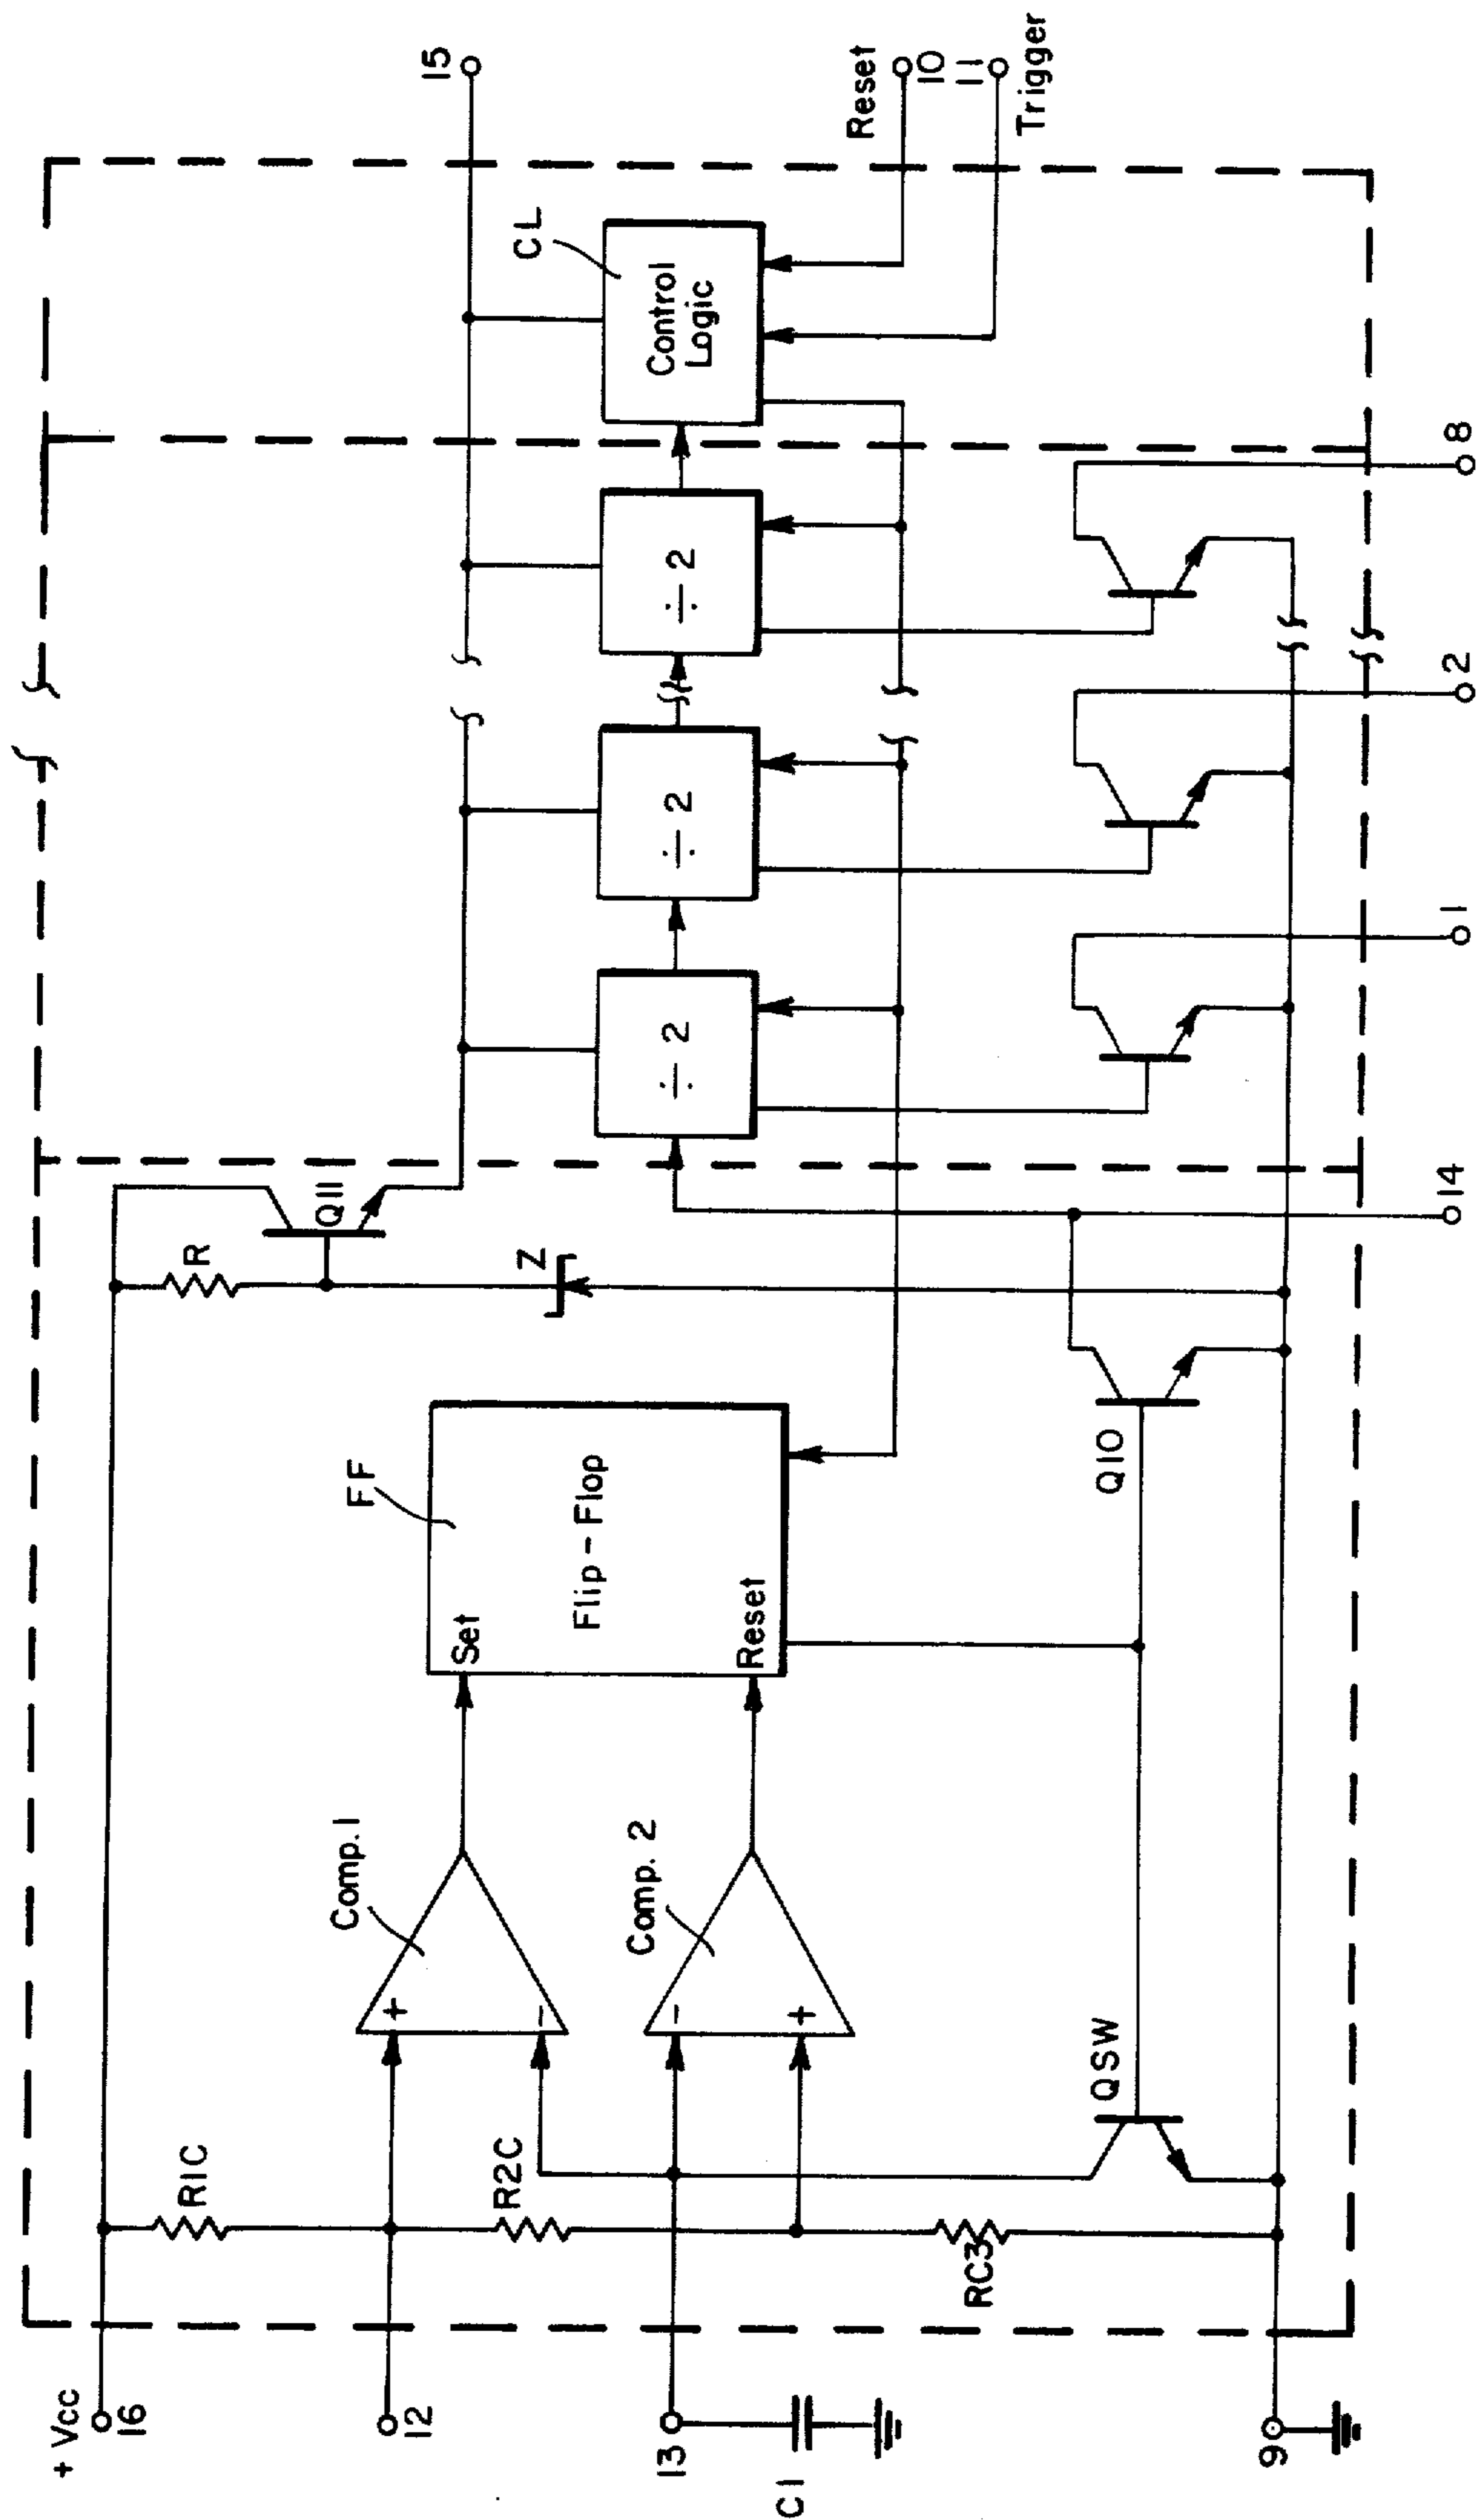 + Vcc
16
R1C
12
R2C
13
C1
RC3
9
Comp. 1
+
-
Comp. 2
-
+
QSW
FF
Set
Flip-Flop
Reset
Q10
R
Q11
Z
14
÷ 2
÷ 2
÷ 2
1
2
8
CL
Control
Logic
15
Reset
10
11
Trigger